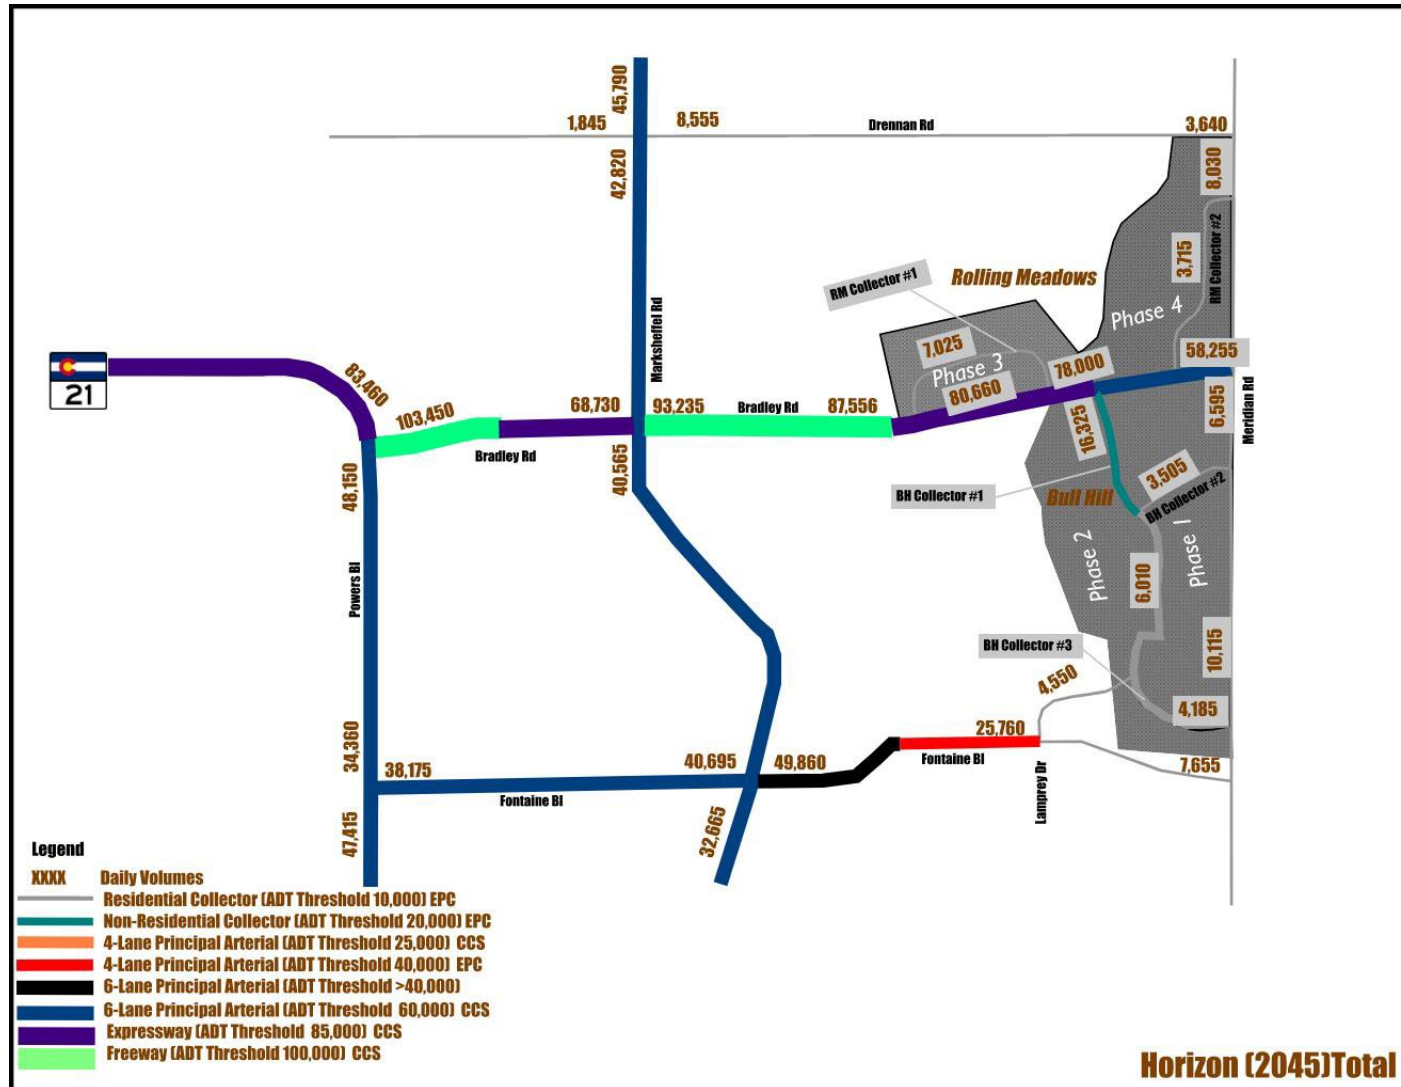 45,790
1,845
8,555
Drennan Rd
3,640
42,820
8,030
RM Collector #1
Rolling Meadows
3,715
RM Collector #2
Phase 4
Marksheffel Rd
7,025
Phase 3
58,255
78,000
21
83,460
80,660
103,450
68,730
93,235
Bradley Rd
87,556
16,325
6,595
Meridian Rd
Bradley Rd
48,150
40,565
BH Collector #1
Bull Hill
3,505
BH Collector #2
Powers Bl
Phase 2
6,010
Phase 1
BH Collector #3
10,115
4,550
4,185
34,360
25,760
38,175
40,695
49,860
Fontaine Bl
7,655
Fontaine Bl
Lamprey Dr
47,415
32,665
Legend
XXXX Daily Volumes
Residential Collector (ADT Threshold 10,000) EPC
Non-Residential Collector (ADT Threshold 20,000) EPC
4-Lane Principal Arterial (ADT Threshold 25,000) CCS
4-Lane Principal Arterial (ADT Threshold 40,000) EPC
6-Lane Principal Arterial (ADT Threshold >40,000)
6-Lane Principal Arterial (ADT Threshold 60,000) CCS
Expressway (ADT Threshold 85,000) CCS
Freeway (ADT Threshold 100,000) CCS
Horizon (2045)Total